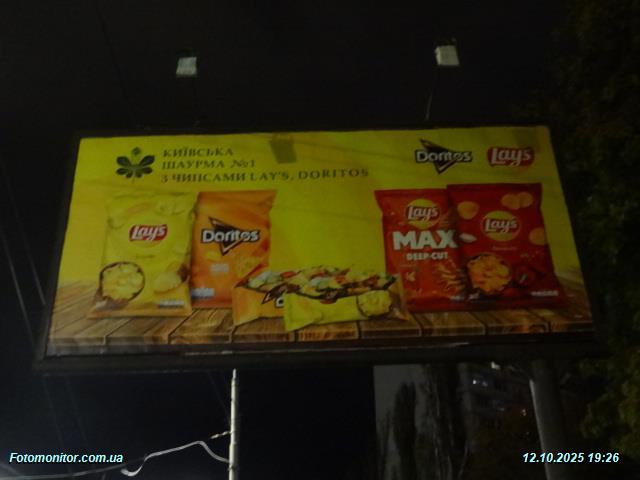 КИЇВСЬКА
ШАУРМА №1
З ЧИПСАМИ LAY'S, DORITOS
Doritos
Lay's
Lay's
Doritos
Lay's
MAX
DEEP-CUT
Lay's
Fotomonitor.com.ua
12.10.2025 19:26